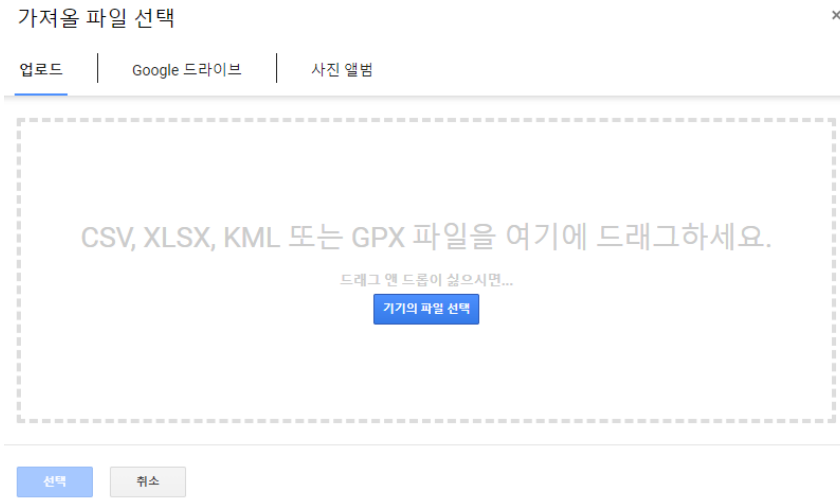 가져올 파일 선택
업로드
Google 드라이브
사진 앨범
CSV, XLSX, KML 또는 GPX 파일을 여기에 드래그하세요.
드래그 앤 드롭이 싫으시면...
기기의 파일 선택
선택
취소